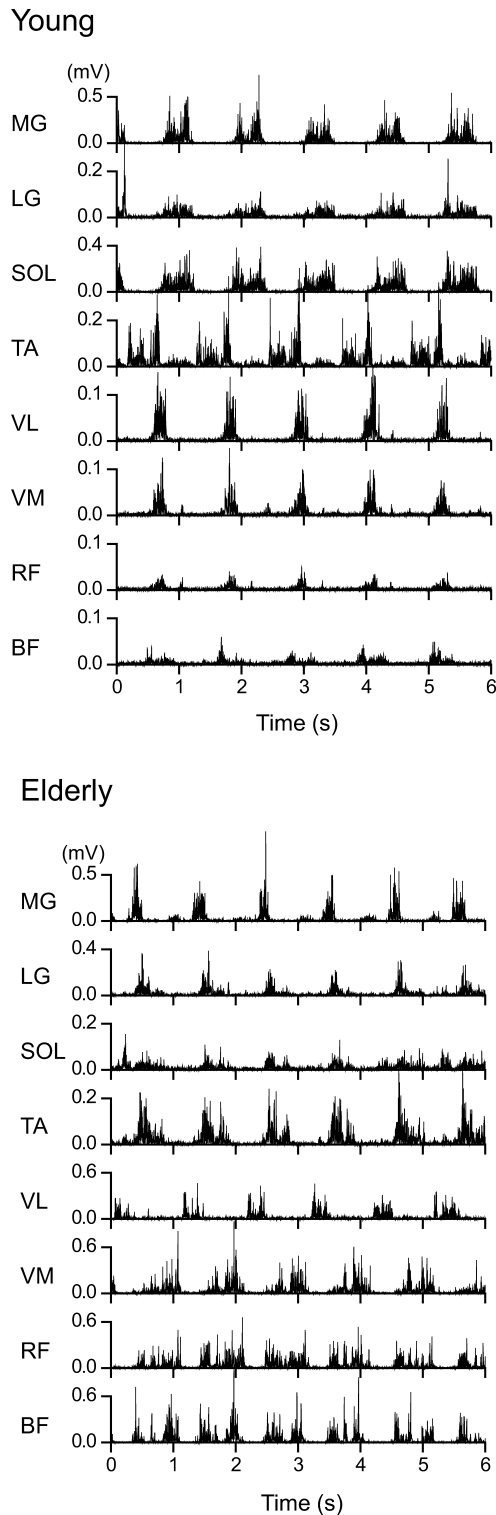 Young
(mV)
MG 0.5
0.0
LG 0.2
0.0
SOL 0.4
0.0
TA 0.2
0.0
VL 0.1
0.0
VM 0.1
0.0
RF 0.1
0.0
BF 0.1
0.0
0 1 2 3 4 5 6
Time (s)
Elderly
(mV)
MG 0.5
0.0
LG 0.4
0.0
SOL 0.2
0.0
TA 0.2
0.0
VL 0.6
0.0
VM 0.6
0.0
RF 0.6
0.0
BF 0.6
0.0
0 1 2 3 4 5 6
Time (s)